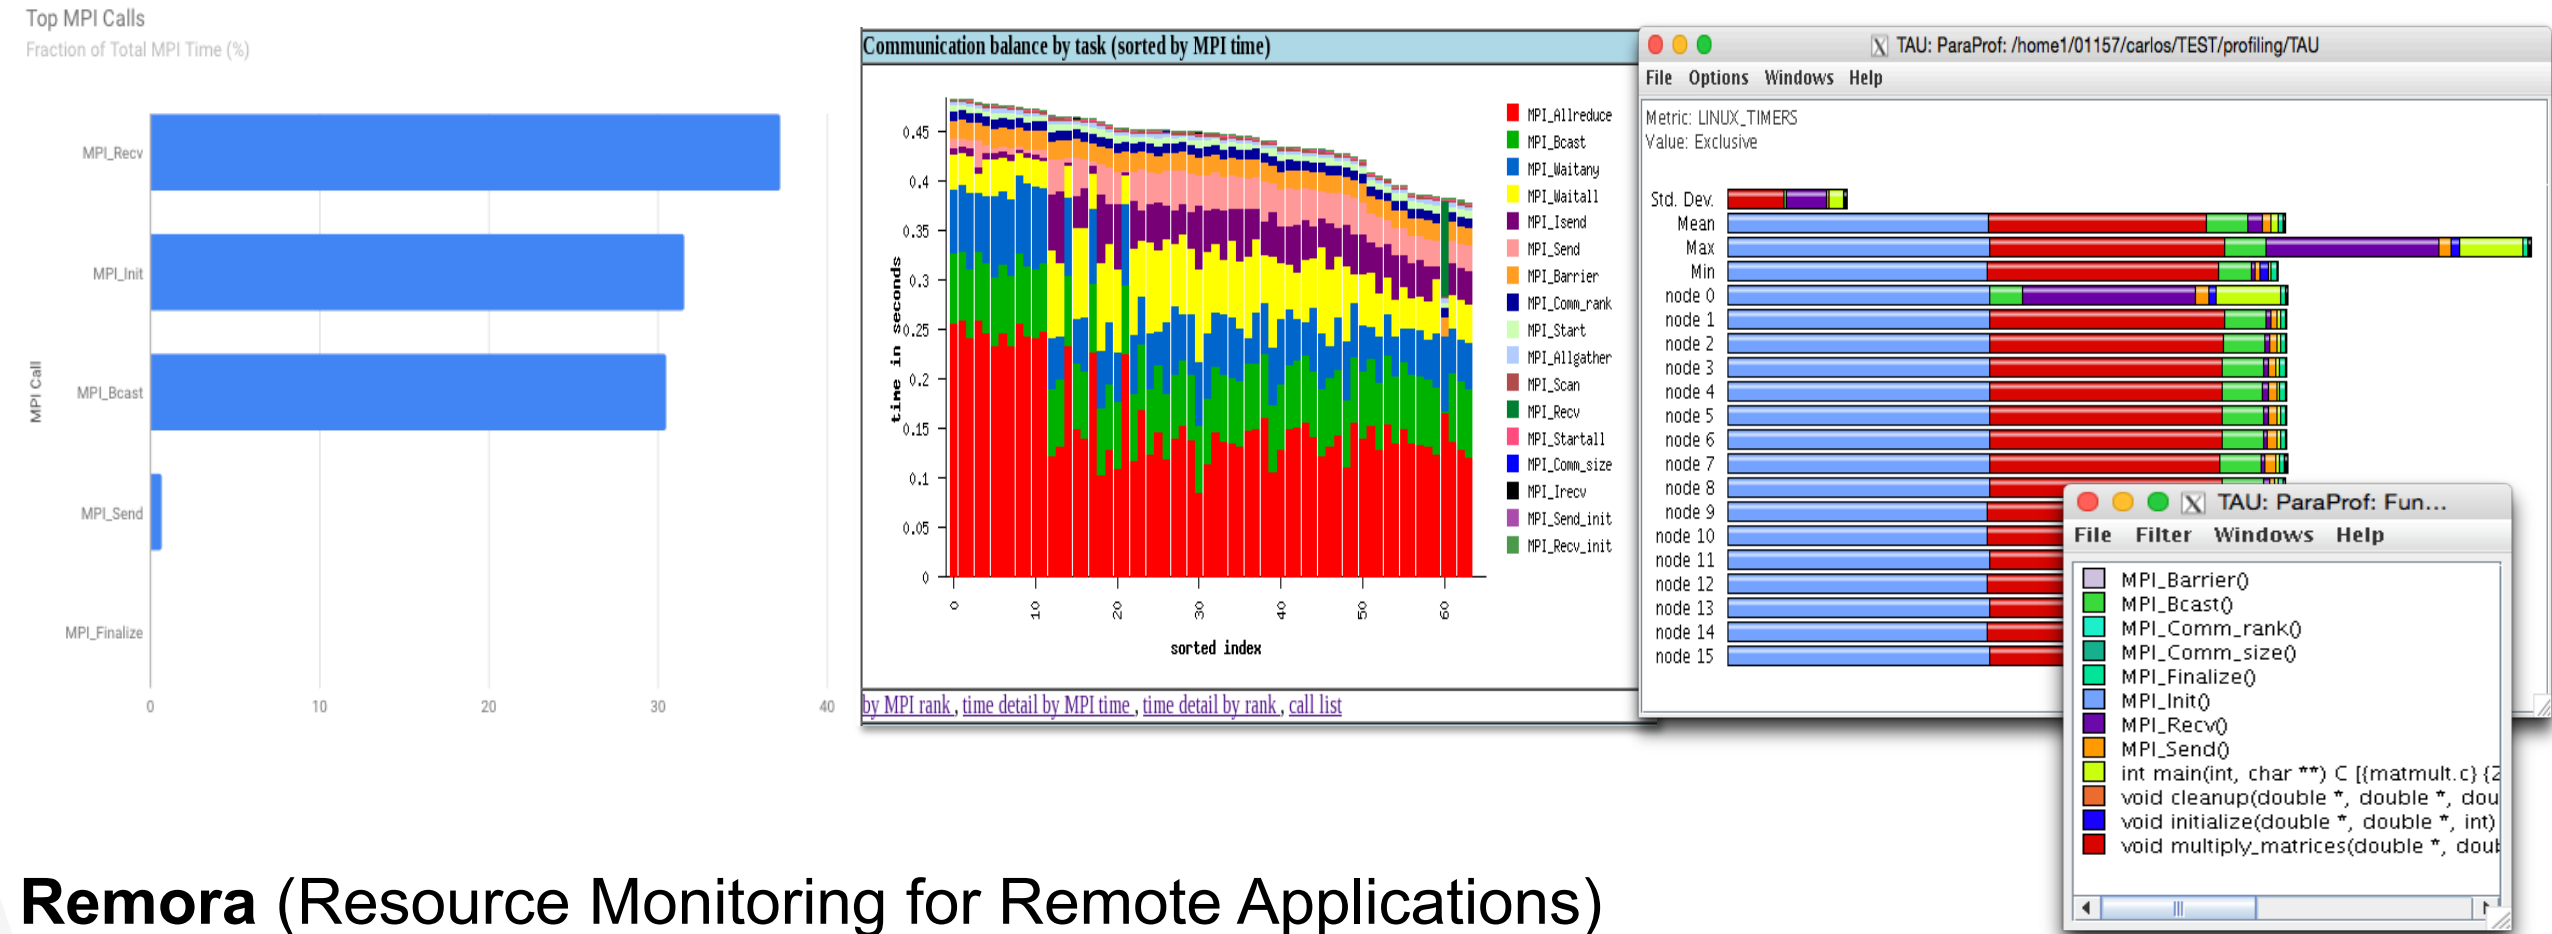 Top MPI Calls
Fraction of Total MPI Time (%)
MPI Call
MPI_Recv
MPI_Init
MPI_Bcast
MPI_Send
MPI_Finalize
0 10 20 30 40
Communication balance by task (sorted by MPI time)
time in seconds
0.45
0.4
0.35
0.3
0.25
0.2
0.15
0.1
0.05
0
0 10 20 30 40 50 60
sorted index
MPI_Allreduce
MPI_Bcast
MPI_Waitany
MPI_Waitall
MPI_Isend
MPI_Send
MPI_Barrier
MPI_Comm_rank
MPI_Start
MPI_Allgather
MPI_Scan
MPI_Recv
MPI_Startall
MPI_Comm_size
MPI_Irecv
MPI_Send_init
MPI_Recv_init
by MPI rank , time detail by MPI time , time detail by rank , call list
X TAU: ParaProf: /home1/01157/carlos/TEST/profiling/TAU
File Options Windows Help
Metric: LINUX_TIMERS
Value: Exclusive
Std. Dev.
Mean
Max
Min
node 0
node 1
node 2
node 3
node 4
node 5
node 6
node 7
node 8
node 9
node 10
node 11
node 12
node 13
node 14
node 15
X TAU: ParaProf: Fun...
File Filter Windows Help
MPI_Barrier()
MPI_Bcast()
MPI_Comm_rank()
MPI_Comm_size()
MPI_Finalize()
MPI_Init()
MPI_Recv()
MPI_Send()
int main(int, char **) C [{matmult.c} {2
void cleanup(double *, double *, dou
void initialize(double *, double *, int)
void multiply_matrices(double *, doub
Remora (Resource Monitoring for Remote Applications)